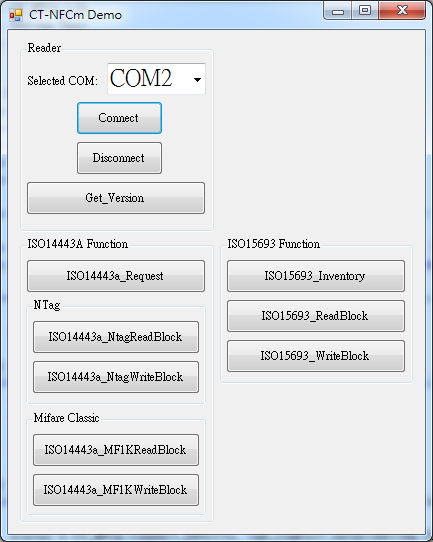 CT-NFCm Demo
Reader
Selected COM: COM2
Connect
Disconnect
Get_Version
ISO14443A Function
ISO14443a_Request
NTag
ISO14443a_NtagReadBlock
ISO14443a_NtagWriteBlock
Mifare Classic
ISO14443a_MF1KReadBlock
ISO14443a_MF1KWriteBlock
ISO15693 Function
ISO15693_Inventory
ISO15693_ReadBlock
ISO15693_WriteBlock